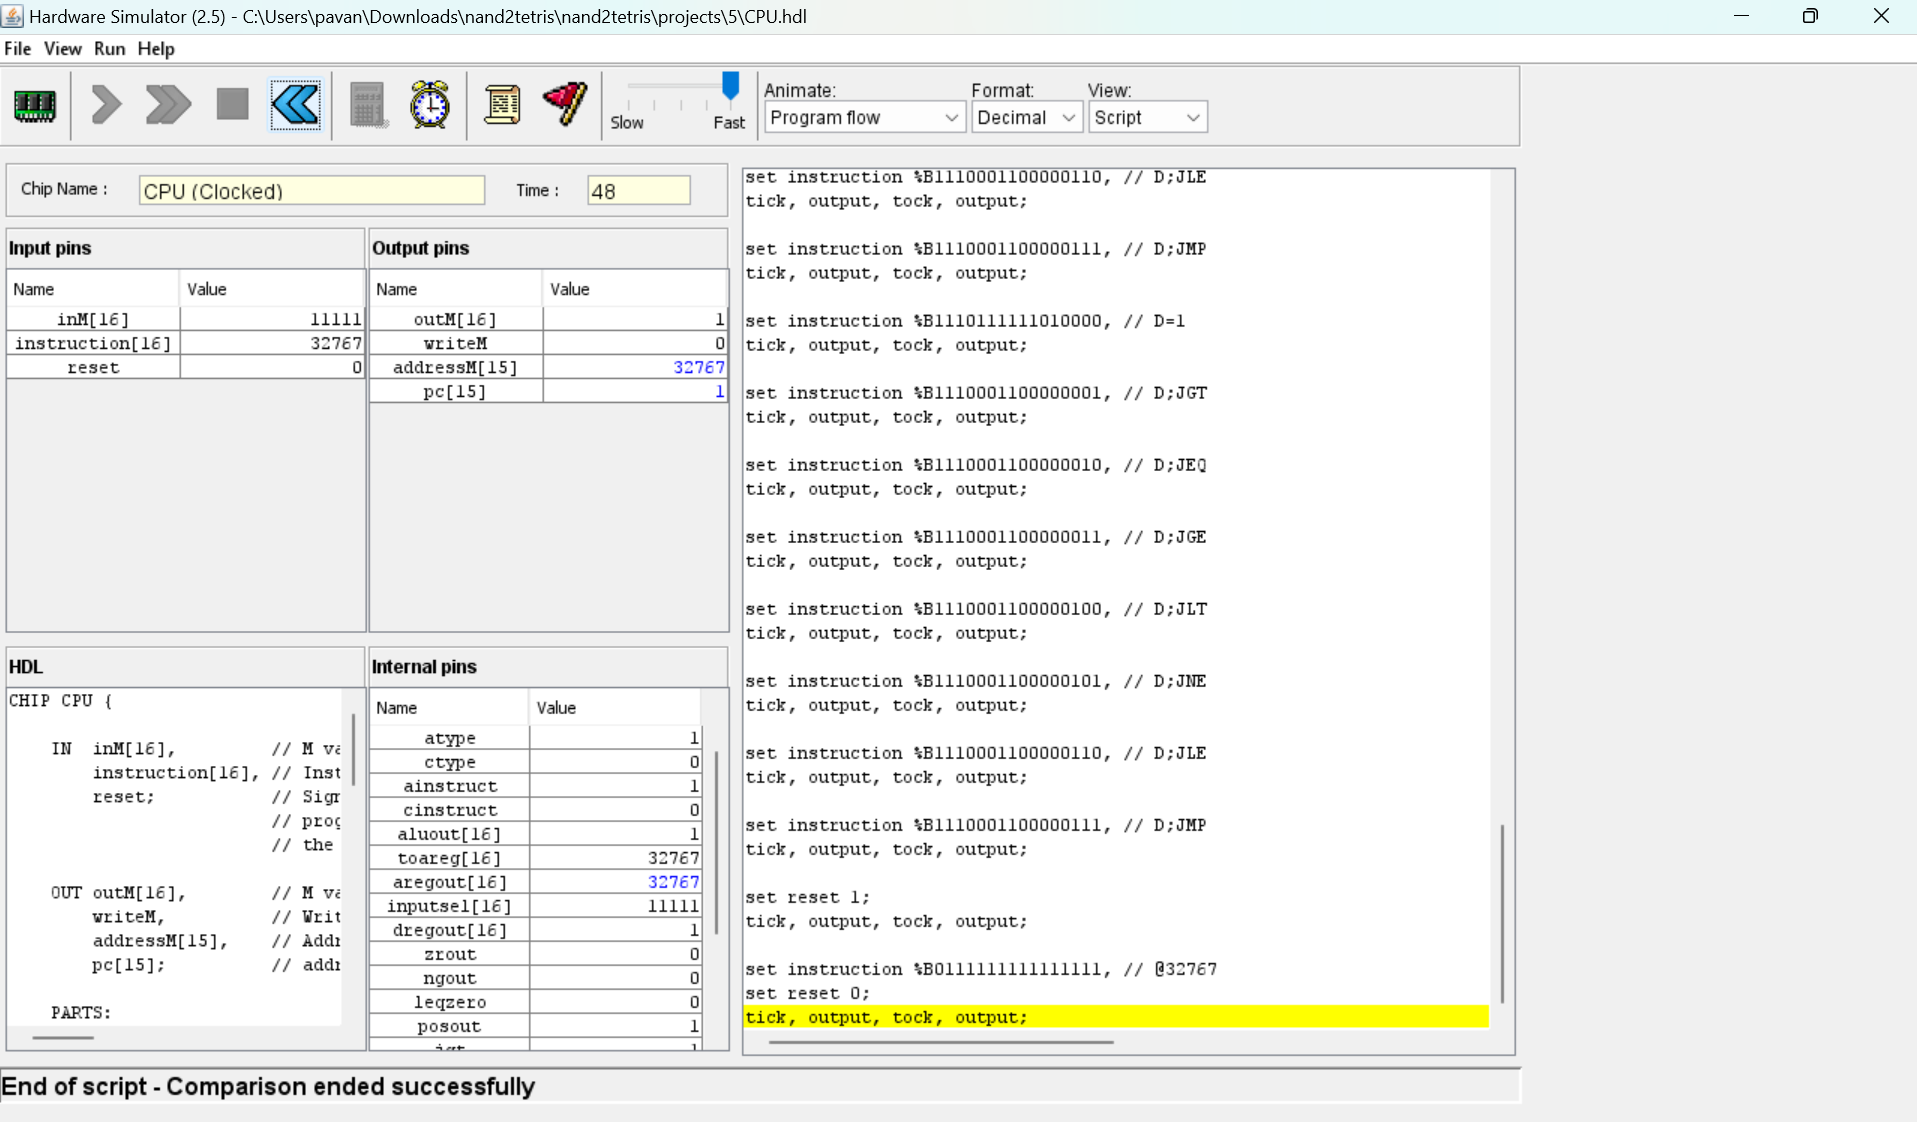 Hardware Simulator (2.5) - C:\Users\pavan\Downloads\nand2tetris\nand2tetris\projects\5\CPU.hdl
File View Run Help
Slow Fast
Animate: Format: View:
Program flow Decimal Script
Chip Name : CPU (Clocked) Time : 48
Input pins
Name Value
inM[16] 11111
instruction[16] 32767
reset 0
Output pins
Name Value
outM[16] 1
writeM 0
addressM[15] 32767
pc[15] 1
HDL
CHIP CPU {
IN inM[16], // M va
instruction[16], // Inst
reset; // Sigr
// prog
// the
OUT outM[16], // M va
writeM, // Writ
addressM[15], // Addr
pc[15]; // addr
PARTS:
Internal pins
Name Value
atype 1
ctype 0
ainstruct 1
cinstruct 0
aluout[16] 1
toareg[16] 32767
aregout[16] 32767
inputsel[16] 11111
dregout[16] 1
zrout 0
ngout 0
leqzero 0
posout 1
jgt 1
set instruction %B1110001100000110, // D;JLE
tick, output, tock, output;
set instruction %B1110001100000111, // D;JMP
tick, output, tock, output;
set instruction %B1110111111010000, // D=1
tick, output, tock, output;
set instruction %B1110001100000001, // D;JGT
tick, output, tock, output;
set instruction %B1110001100000010, // D;JEQ
tick, output, tock, output;
set instruction %B1110001100000011, // D;JGE
tick, output, tock, output;
set instruction %B1110001100000100, // D;JLT
tick, output, tock, output;
set instruction %B1110001100000101, // D;JNE
tick, output, tock, output;
set instruction %B1110001100000110, // D;JLE
tick, output, tock, output;
set instruction %B1110001100000111, // D;JMP
tick, output, tock, output;
set reset 1;
tick, output, tock, output;
set instruction %B0111111111111111, // @32767
set reset 0;
tick, output, tock, output;
End of script - Comparison ended successfully